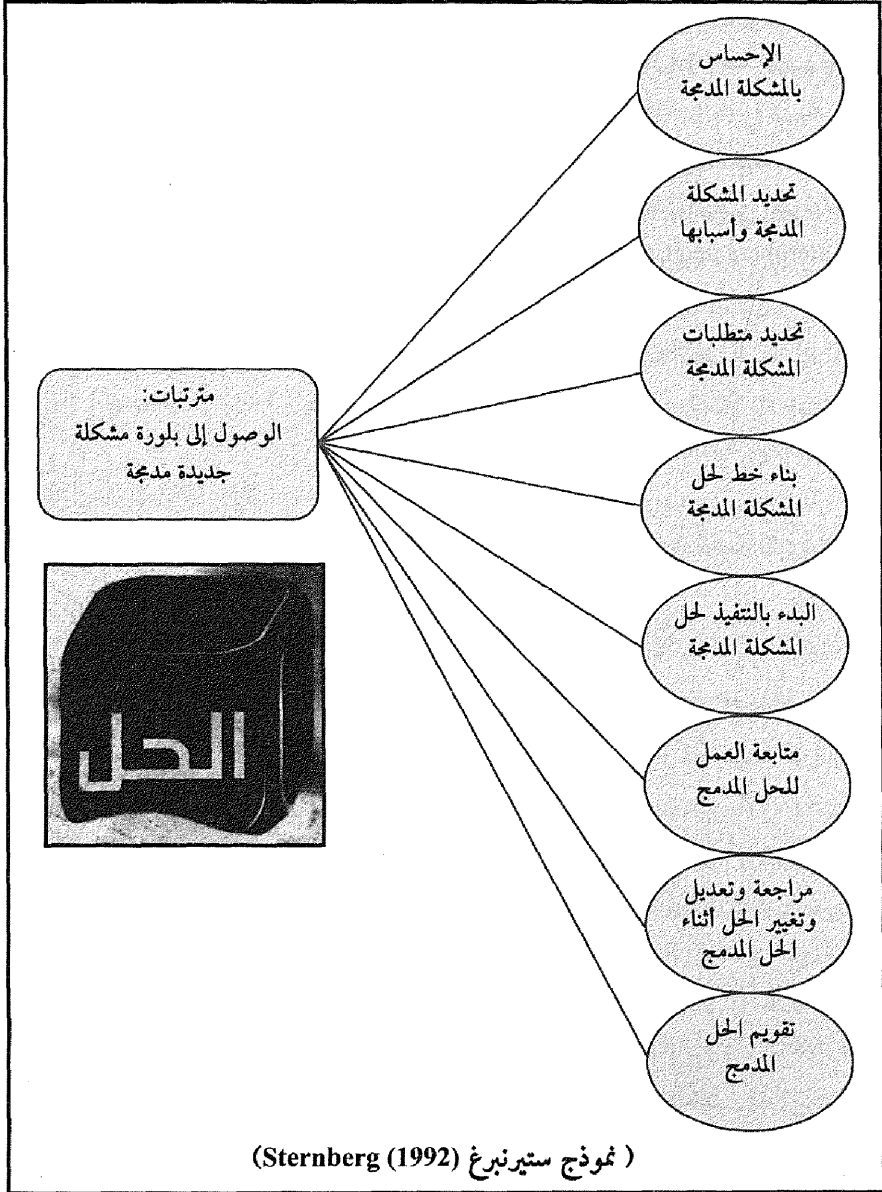 الإحساس
بالمشكلة المدمجة
تحديد المشكلة
المدمجة وأسبابها
تحديد متطلبات
المشكلة المدمجة
بناء خط لحل
المشكلة المدمجة
البدء بالنتفيذ لحل
المشكلة المدمجة
متابعة العمل
للحل المدمج
مراجعة وتعديل
وتغيير الحل أثناء
الحل المدمج
تقويم الحل
المدمج
مترتبات:
الوصول إلى بلورة مشكلة
جديدة مدمجة
الحل
( نموذج ستيرنبرغ Sternberg (1992)